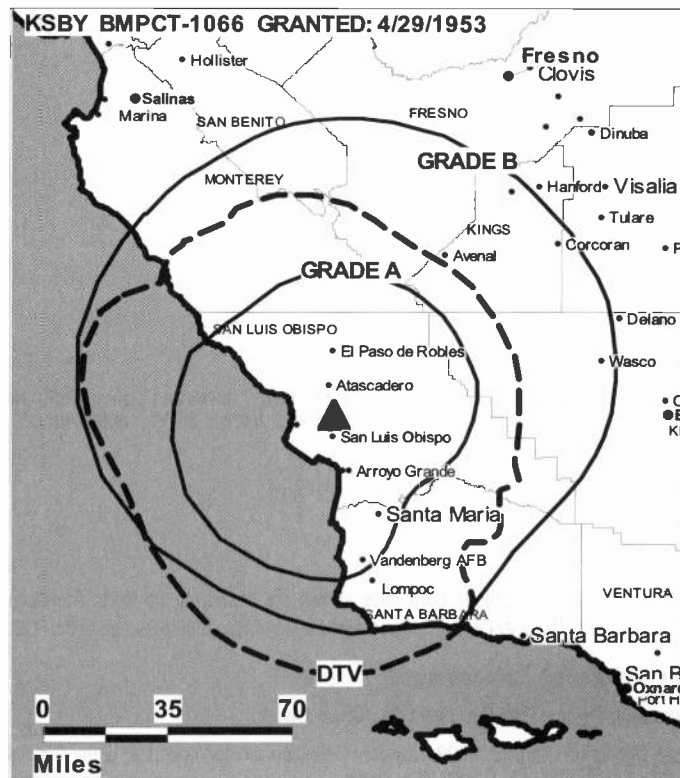 KSBY BMPCT-1066 GRANTED: 4/29/1953
Fresno
Clovis
Hollister
Salinas
Marina
SAN BENITO
FRESNO
Dinuba
GRADE B
MONTEREY
Hanford
Visalia
Tulare
KINGS
Corcoran
Avenal
GRADE A
SAN LUIS OBISPO
Delano
El Paso de Robles
Wasco
Atascadero
San Luis Obispo
Arroyo Grande
Santa Maria
Vandenberg AFB
Lompoc
VENTURA
SANTA BARBARA
Santa Barbara
DTV
San B
Oxnard
Port H
0 35 70
Miles